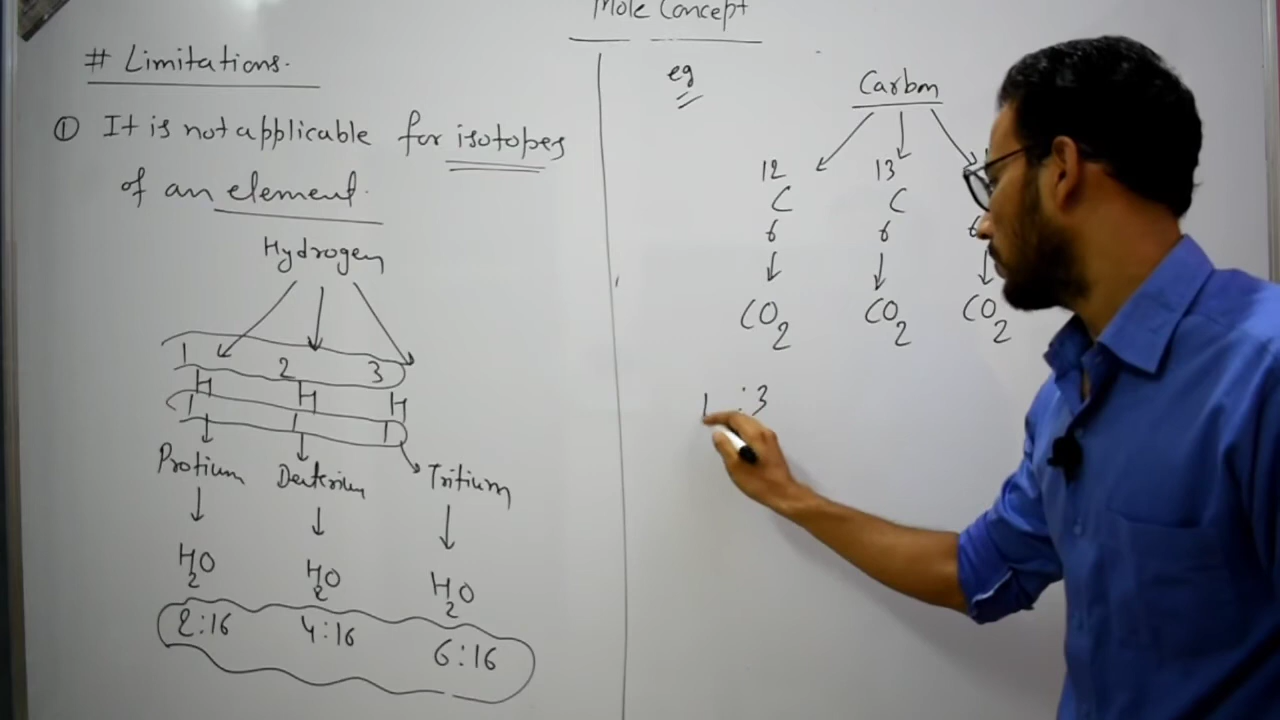 Mole Concept
# Limitations.
① It is not applicable for isotopes
of an element.
Hydrogen
1 2 3
H H H
1 1 1
Protium Deuterium Tritium
H2O H2O H2O
2:16 4:16 6:16
eg
Carbon
12 13
C C
6 6 6
CO2 CO2 CO2
:3